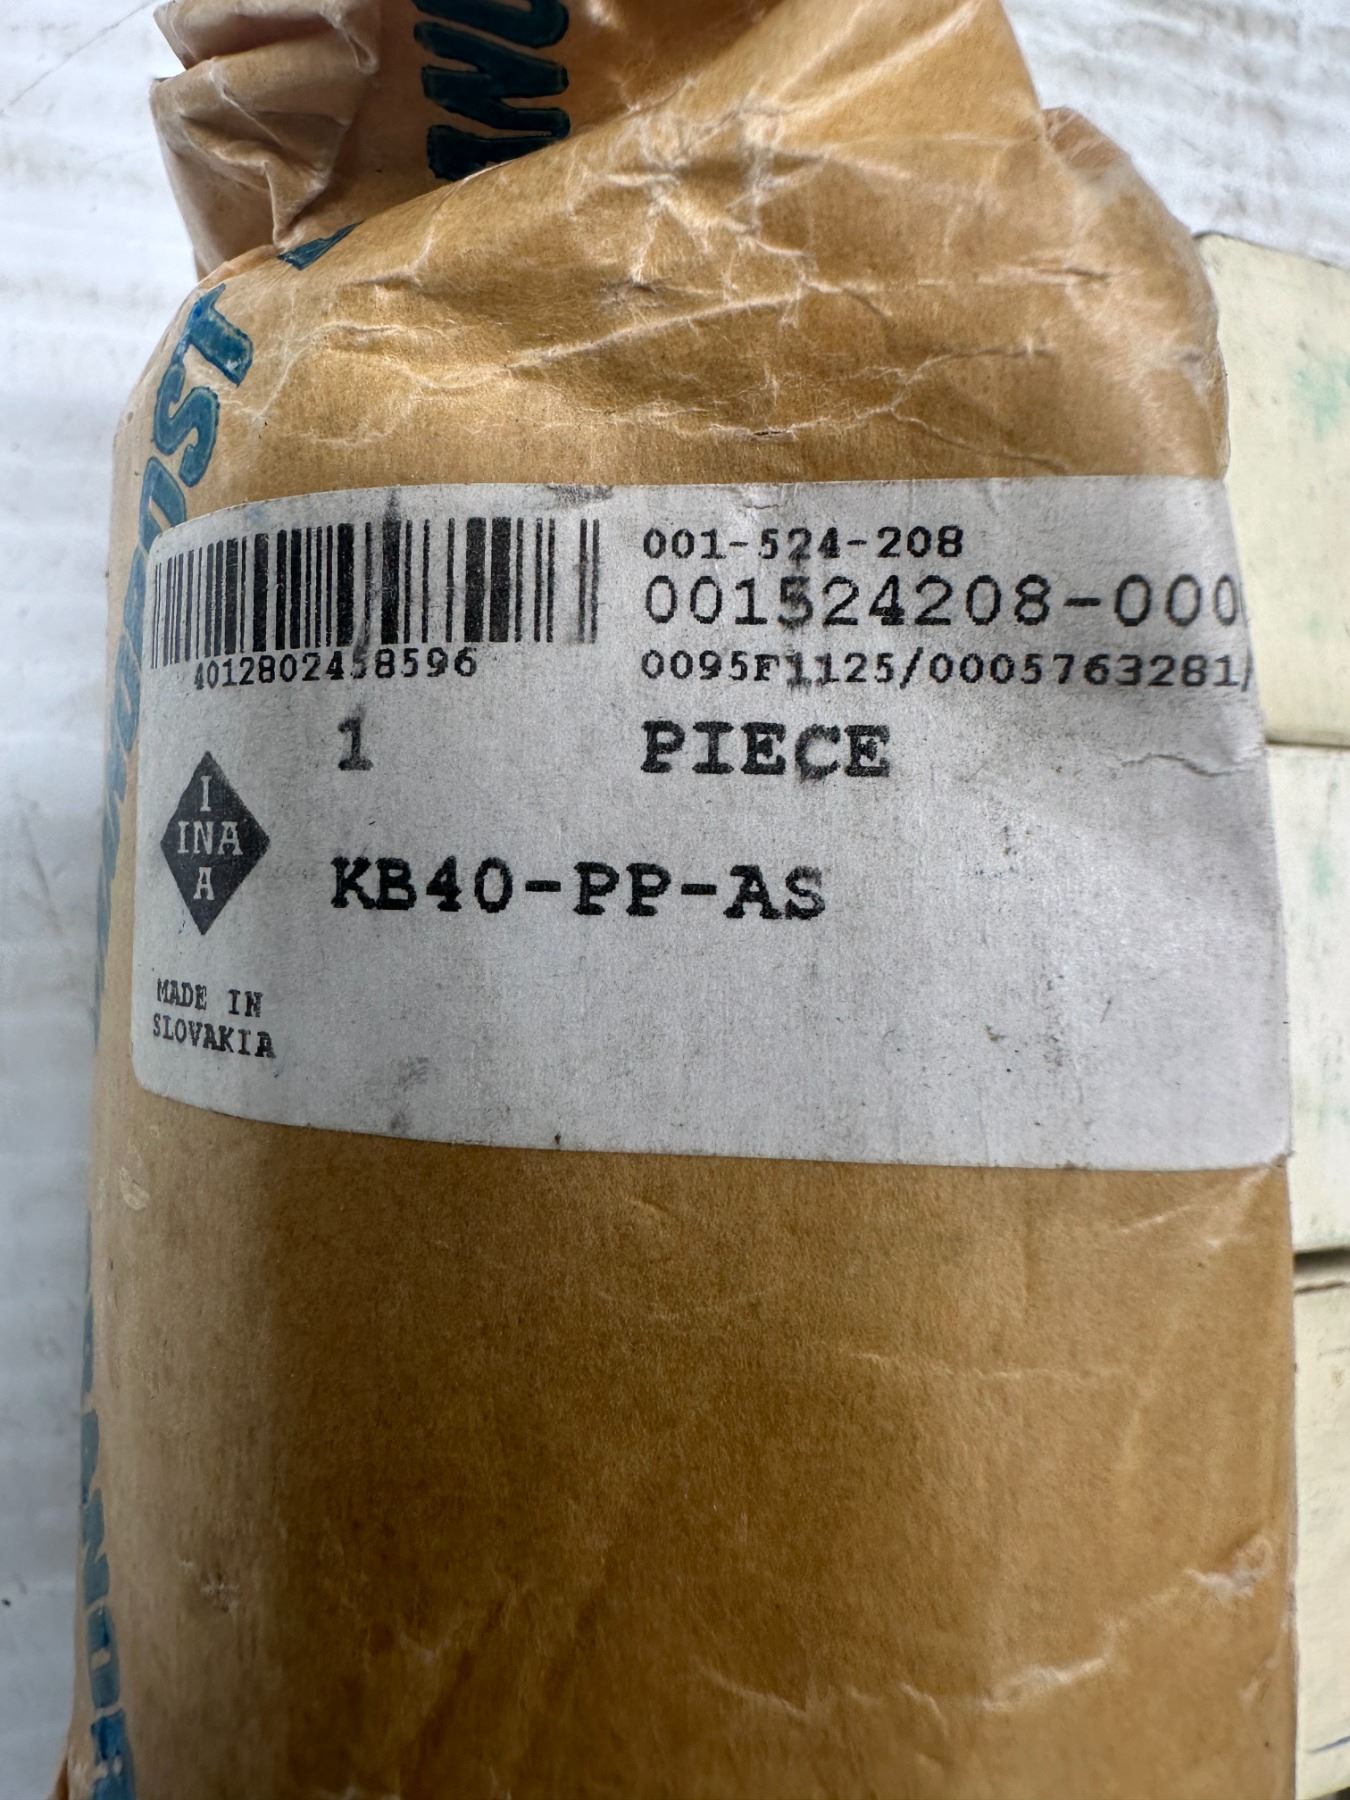 001-524-208
001524208-000
4012802458596
0095F1125/0005763281/
1 PIECE
I
INA
A
KB40-PP-AS
MADE IN
SLOVAKIA